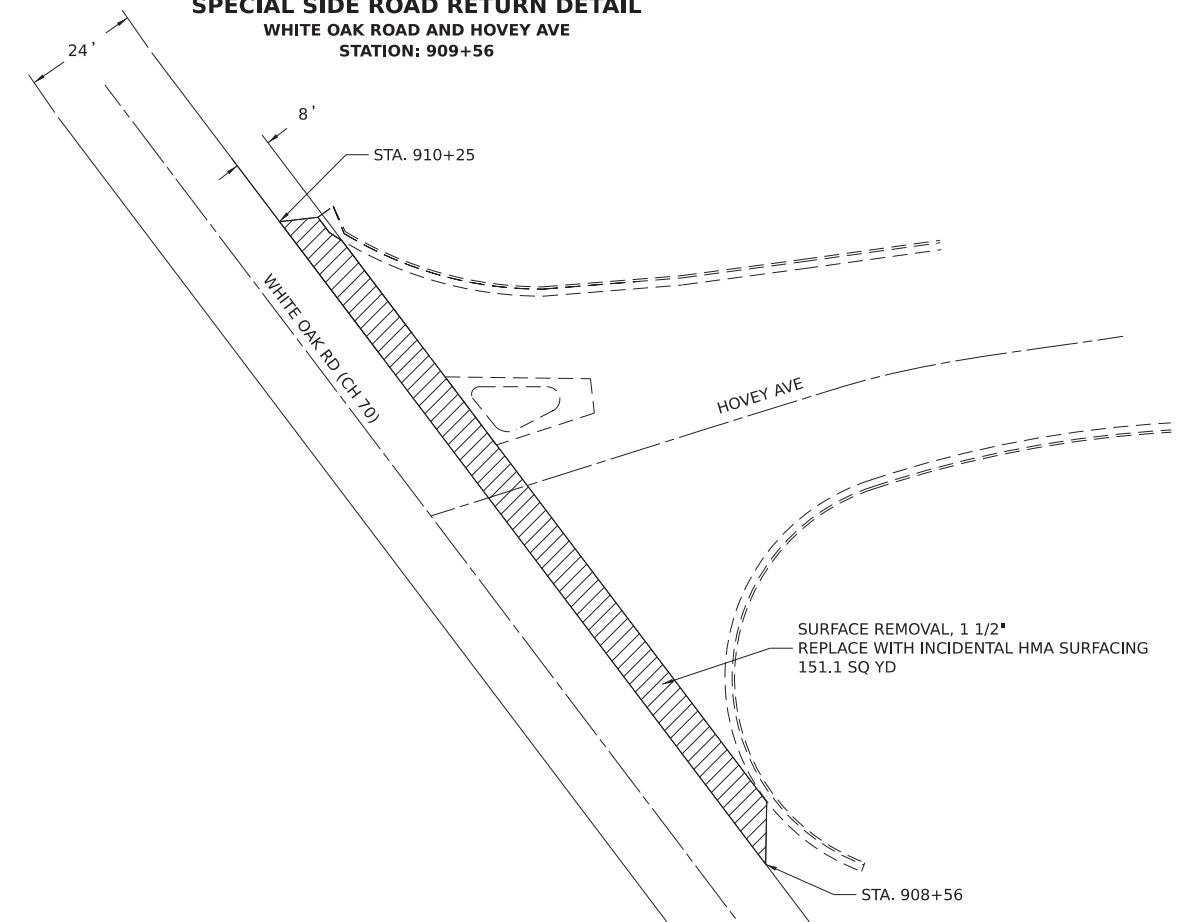 SPECIAL SIDE ROAD RETURN DETAIL
WHITE OAK ROAD AND HOVEY AVE
STATION: 909+56
24'
8'
STA. 910+25
WHITE OAK RD (CH 70)
HOVEY AVE
SURFACE REMOVAL, 1 1/2"
REPLACE WITH INCIDENTAL HMA SURFACING
151.1 SQ YD
STA. 908+56